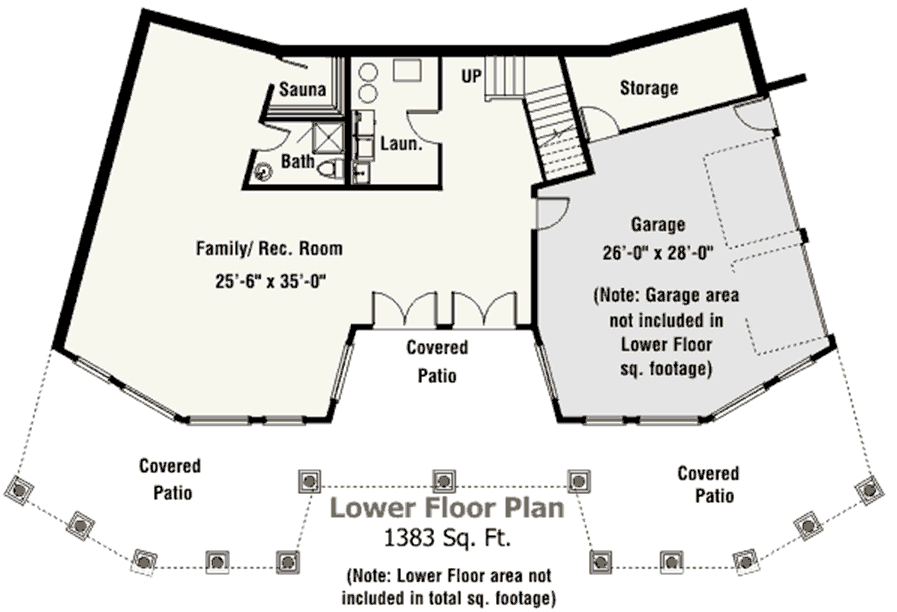 UP
Sauna
Storage
Laun.
Bath
Family/ Rec. Room
25'-6" x 35'-0"
Garage
26'-0" x 28'-0"
(Note: Garage area
not included in
Lower Floor
sq. footage)
Covered
Patio
Covered
Patio
Covered
Patio
Lower Floor Plan
1383 Sq. Ft.
(Note: Lower Floor area not
included in total sq. footage)